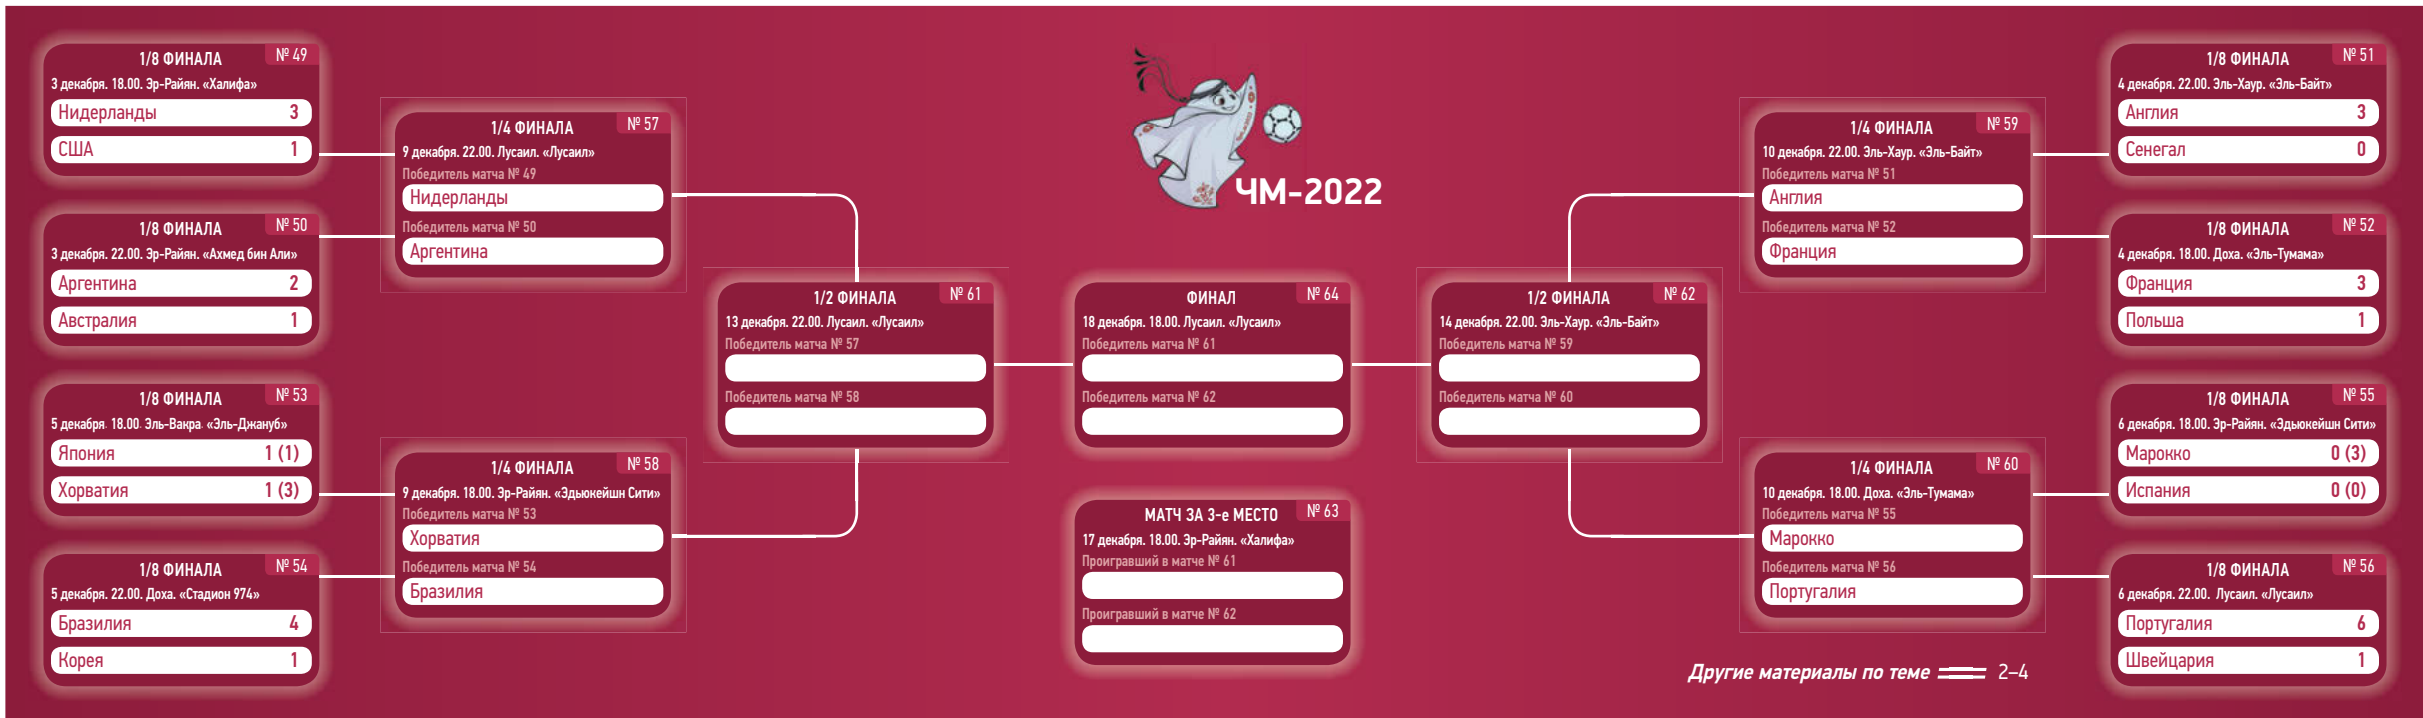 1/8 ФИНАЛА № 49
3 декабря. 18.00. Эр-Райян. «Халифа»
Нидерланды 3
США 1
1/8 ФИНАЛА № 50
3 декабря. 22.00. Эр-Райян. «Ахмед бин Али»
Аргентина 2
Австралия 1
1/8 ФИНАЛА № 53
5 декабря. 18.00. Эль-Вакра. «Эль-Джануб»
Япония 1 (1)
Хорватия 1 (3)
1/8 ФИНАЛА № 54
5 декабря. 22.00. Доха. «Стадион 974»
Бразилия 4
Корея 1
1/4 ФИНАЛА № 57
9 декабря. 22.00. Лусаил. «Лусаил»
Победитель матча № 49
Нидерланды
Победитель матча № 50
Аргентина
1/4 ФИНАЛА № 58
9 декабря. 18.00. Эр-Райян. «Эдьюкейшн Сити»
Победитель матча № 53
Хорватия
Победитель матча № 54
Бразилия
1/2 ФИНАЛА № 61
13 декабря. 22.00. Лусаил. «Лусаил»
Победитель матча № 57
Победитель матча № 58
ЧМ-2022
ФИНАЛ № 64
18 декабря. 18.00. Лусаил. «Лусаил»
Победитель матча № 61
Победитель матча № 62
МАТЧ ЗА 3-е МЕСТО № 63
17 декабря. 18.00. Эр-Райян. «Халифа»
Проигравший в матче № 61
Проигравший в матче № 62
1/2 ФИНАЛА № 62
14 декабря. 22.00. Эль-Хаур. «Эль-Байт»
Победитель матча № 59
Победитель матча № 60
1/4 ФИНАЛА № 59
10 декабря. 22.00. Эль-Хаур. «Эль-Байт»
Победитель матча № 51
Англия
Победитель матча № 52
Франция
1/4 ФИНАЛА № 60
10 декабря. 18.00. Доха. «Эль-Тумама»
Победитель матча № 55
Марокко
Победитель матча № 56
Португалия
1/8 ФИНАЛА № 51
4 декабря. 22.00. Эль-Хаур. «Эль-Байт»
Англия 3
Сенегал 0
1/8 ФИНАЛА № 52
4 декабря. 18.00. Доха. «Эль-Тумама»
Франция 3
Польша 1
1/8 ФИНАЛА № 55
6 декабря. 18.00. Эр-Райян. «Эдьюкейшн Сити»
Марокко 0 (3)
Испания 0 (0)
1/8 ФИНАЛА № 56
6 декабря. 22.00. Лусаил. «Лусаил»
Португалия 6
Швейцария 1
Другие материалы по теме 2–4